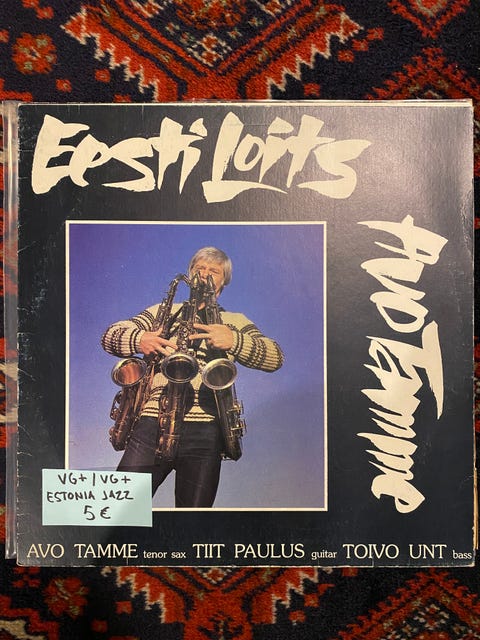 Eesti Loits
Avo Tamme
VG+/VG+
ESTONIA JAZZ
5€
AVO TAMME tenor sax TIIT PAULUS guitar TOIVO UNT bass